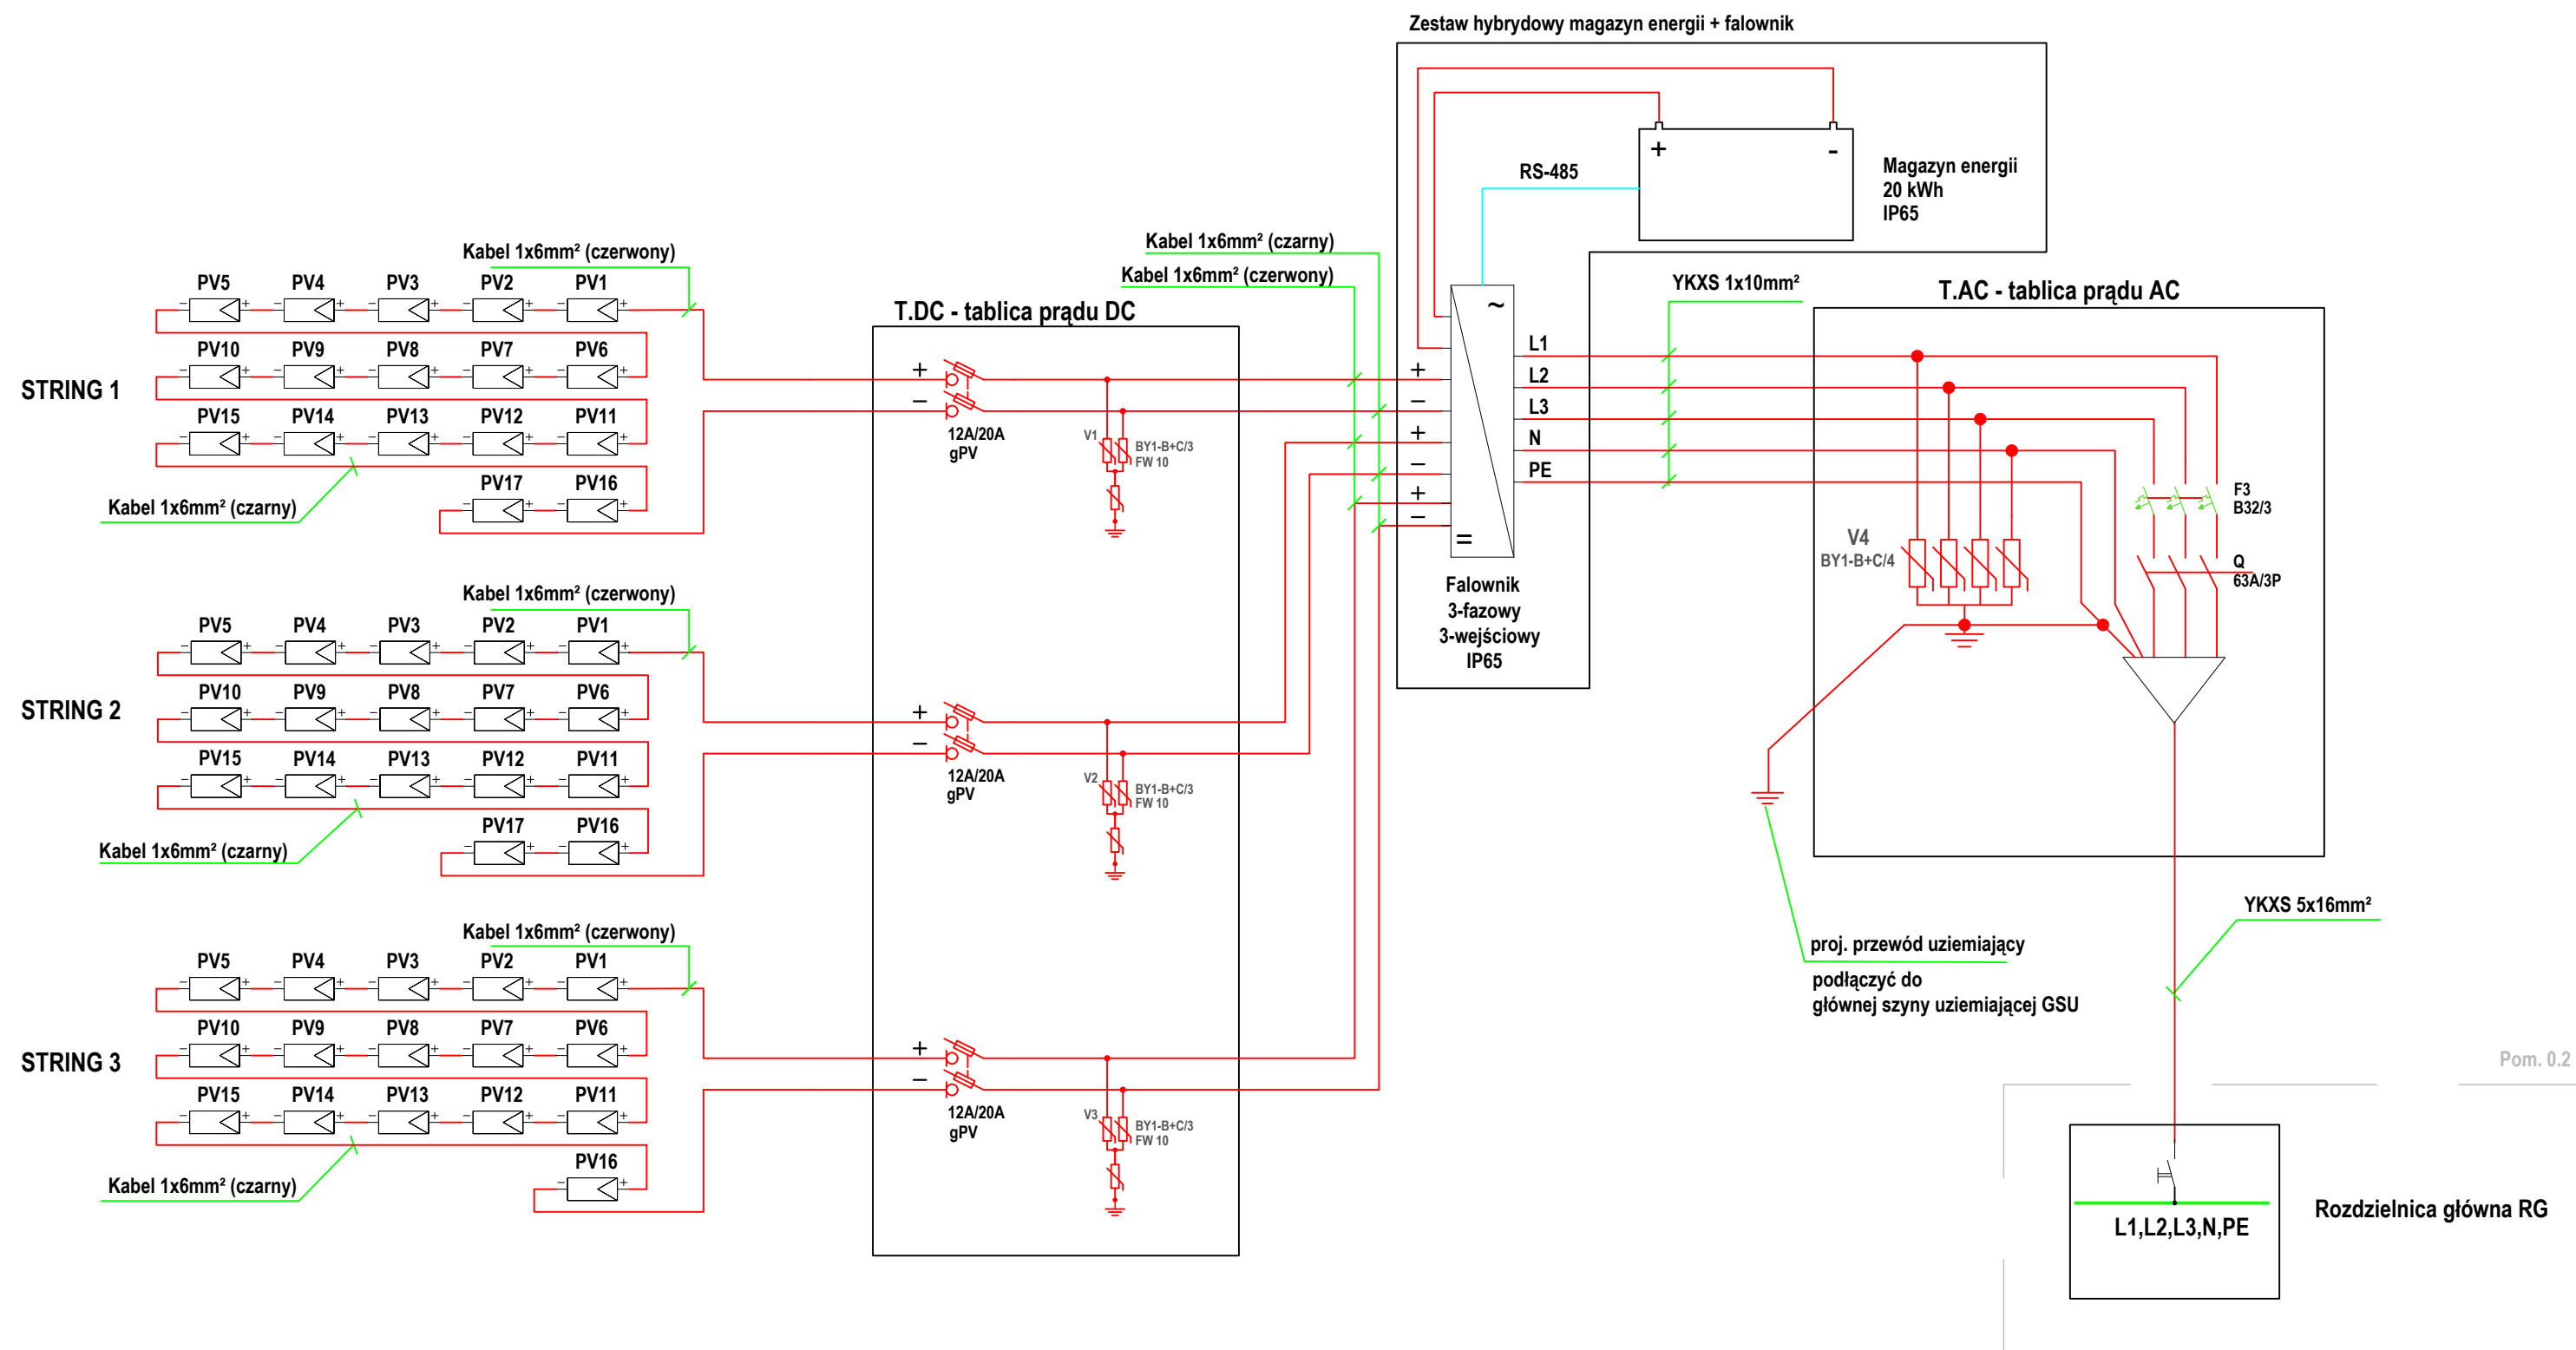 Zestaw hybrydowy magazyn energii + falownik
+ -
RS-485
Magazyn energii
20 kWh
IP65
Kabel 1x6mm² (czarny)
Kabel 1x6mm² (czerwony)
STRING 1
Kabel 1x6mm² (czerwony)
PV5 PV4 PV3 PV2 PV1
PV10 PV9 PV8 PV7 PV6
PV15 PV14 PV13 PV12 PV11
PV17 PV16
Kabel 1x6mm² (czarny)
STRING 2
Kabel 1x6mm² (czerwony)
PV5 PV4 PV3 PV2 PV1
PV10 PV9 PV8 PV7 PV6
PV15 PV14 PV13 PV12 PV11
PV17 PV16
Kabel 1x6mm² (czarny)
STRING 3
Kabel 1x6mm² (czerwony)
PV5 PV4 PV3 PV2 PV1
PV10 PV9 PV8 PV7 PV6
PV15 PV14 PV13 PV12 PV11
PV16
Kabel 1x6mm² (czarny)
T.DC - tablica prądu DC
+
−
12A/20A
gPV
V1
BY1-B+C/3
FW 10
+
−
12A/20A
gPV
V2
BY1-B+C/3
FW 10
+
−
12A/20A
gPV
V3
BY1-B+C/3
FW 10
+
−
+
−
+
−
~
=
Falownik
3-fazowy
3-wejściowy
IP65
L1
L2
L3
N
PE
YKXS 1x10mm²
T.AC - tablica prądu AC
V4
BY1-B+C/4
F3
B32/3
Q
63A/3P
proj. przewód uziemiający
podłączyć do
głównej szyny uziemiającej GSU
YKXS 5x16mm²
Pom. 0.2
L1,L2,L3,N,PE
Rozdzielnica główna RG